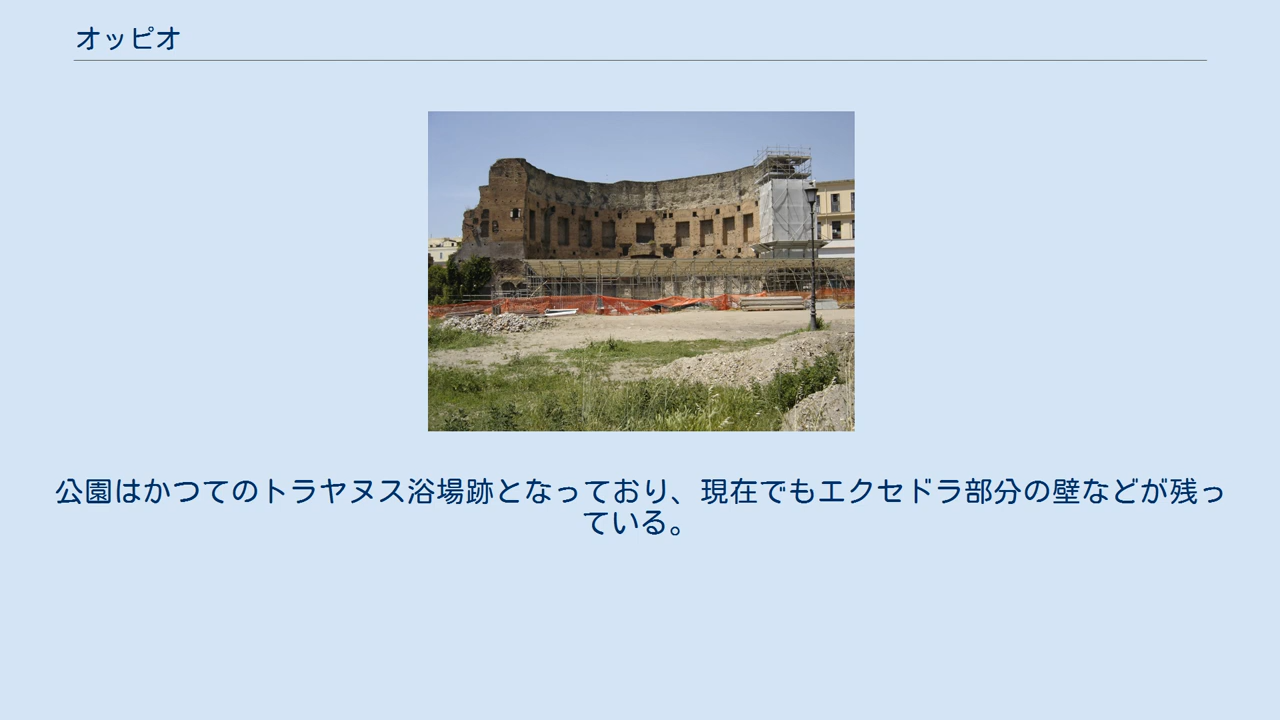 オッピオ
公園はかつてのトラヤヌス浴場跡となっており、現在でもエクセドラ部分の壁などが残っ
ている。